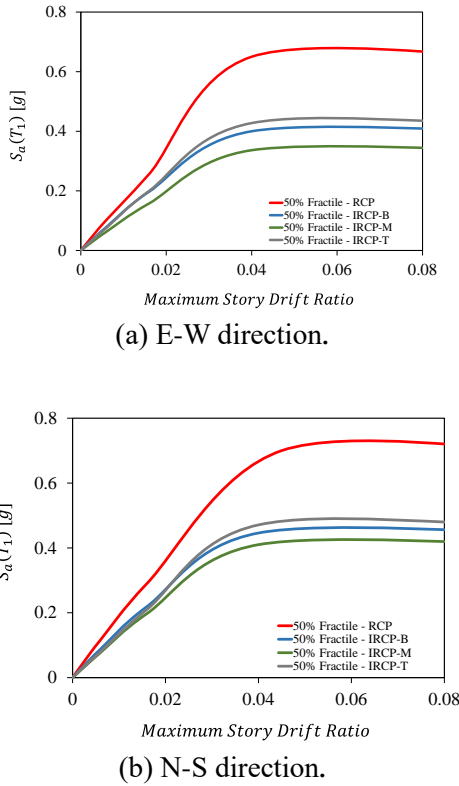 0.8
0.6
0.4
0.2
0
S_a(T_1) [g]
50% Fractile - RCP
50% Fractile - IRCP-B
50% Fractile - IRCP-M
50% Fractile - IRCP-T
0 0.02 0.04 0.06 0.08
Maximum Story Drift Ratio
(a) E-W direction.
0.8
0.6
0.4
0.2
0
S_a(T_1) [g]
50% Fractile - RCP
50% Fractile - IRCP-B
50% Fractile - IRCP-M
50% Fractile - IRCP-T
0 0.02 0.04 0.06 0.08
Maximum Story Drift Ratio
(b) N-S direction.